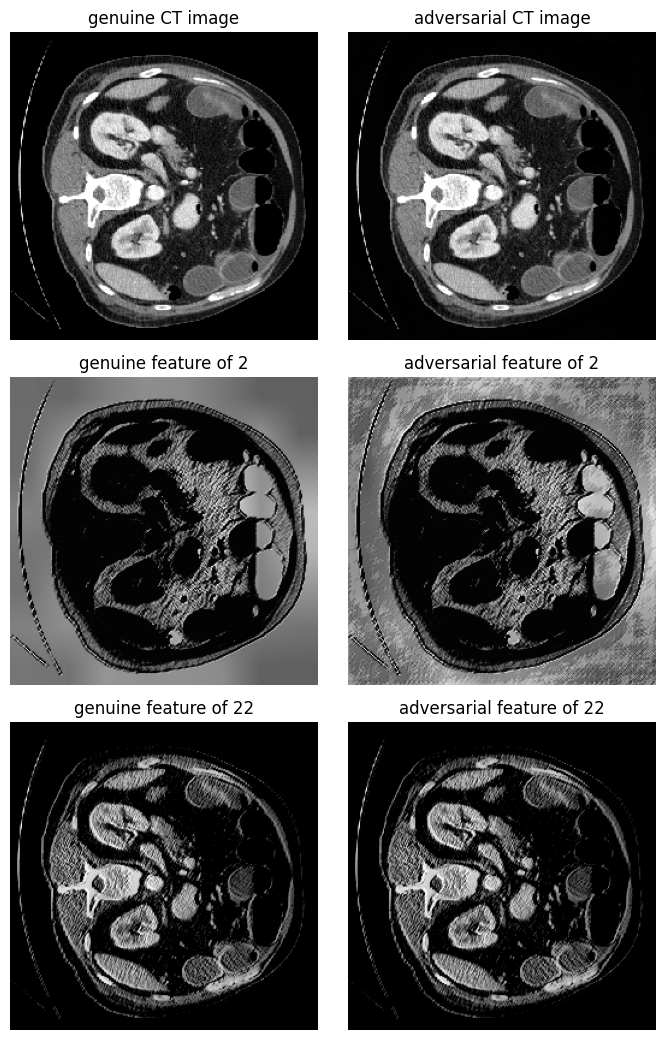 genuine CT image
adversarial CT image
genuine feature of 2
adversarial feature of 2
genuine feature of 22
adversarial feature of 22